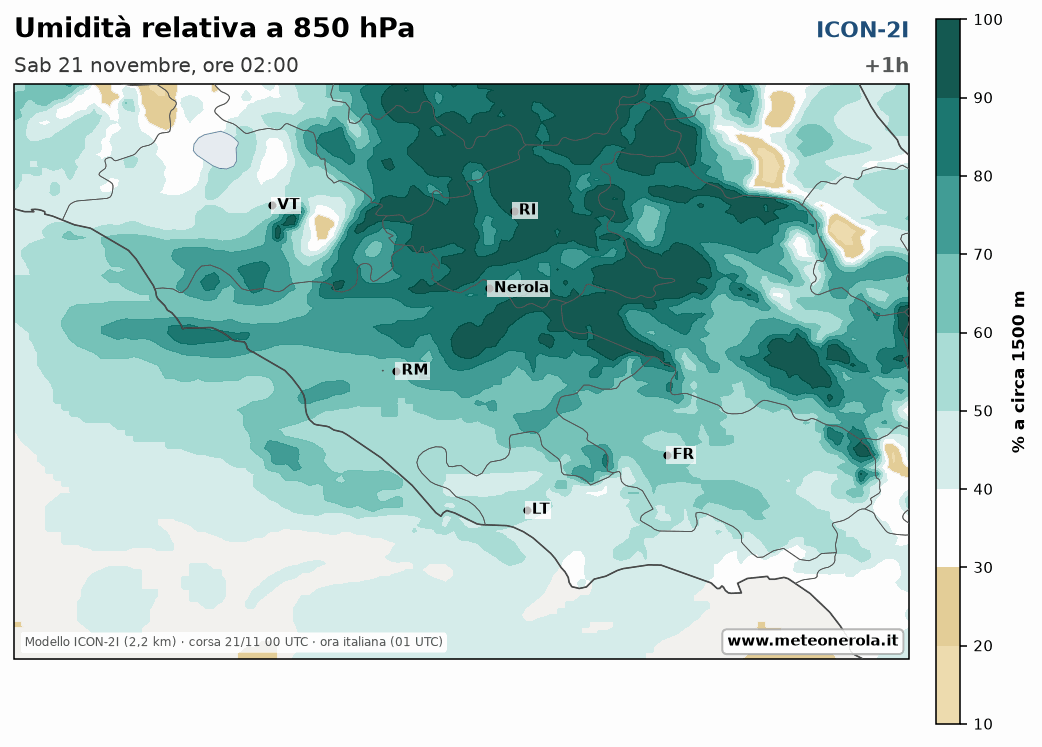 Umidità relativa a 850 hPa
ICON-2I
Sab 21 novembre, ore 02:00
+1h
100
90
80
70
60
50
40
30
20
10
% a circa 1500 m
VT
RI
Nerola
RM
FR
LT
Modello ICON-2I (2,2 km) · corsa 21/11 00 UTC · ora italiana (01 UTC)
www.meteonerola.it